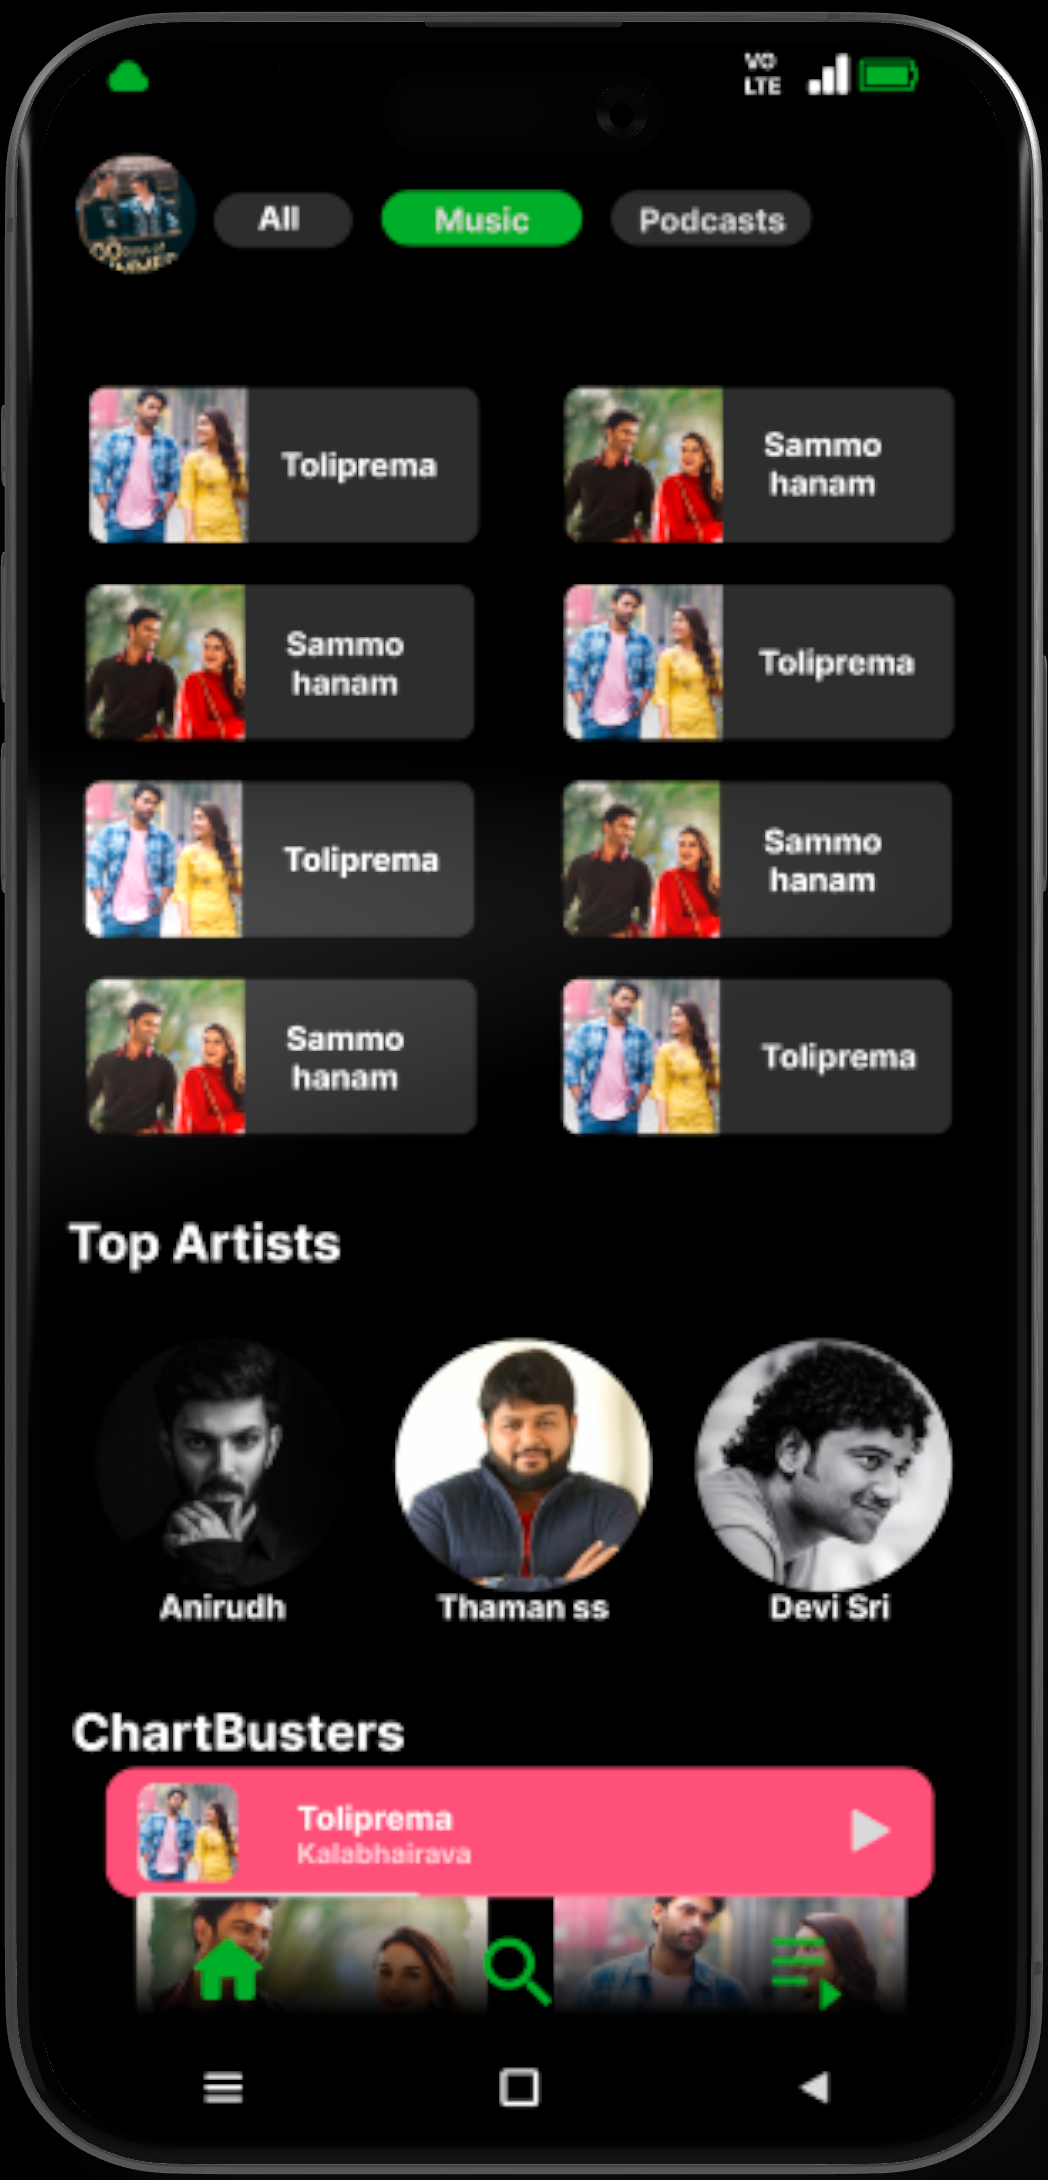 VO
LTE
All
Music
Podcasts
Toliprema
Sammo
hanam
Sammo
hanam
Toliprema
Toliprema
Sammo
hanam
Sammo
hanam
Toliprema
Top Artists
Anirudh
Thaman ss
Devi Sri
ChartBusters
Toliprema
Kalabhairava